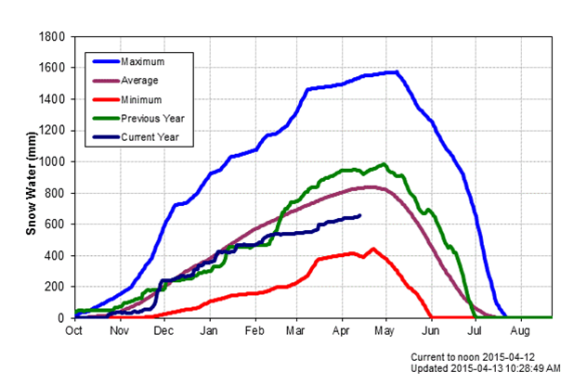 1800
1600
1400
1200
1000
800
600
400
200
0
Snow Water (mm)
Maximum
Average
Minimum
Previous Year
Current Year
Oct Nov Dec Jan Feb Mar Apr May Jun Jul Aug
Current to noon 2015-04-12
Updated 2015-04-13 10:28:49 AM